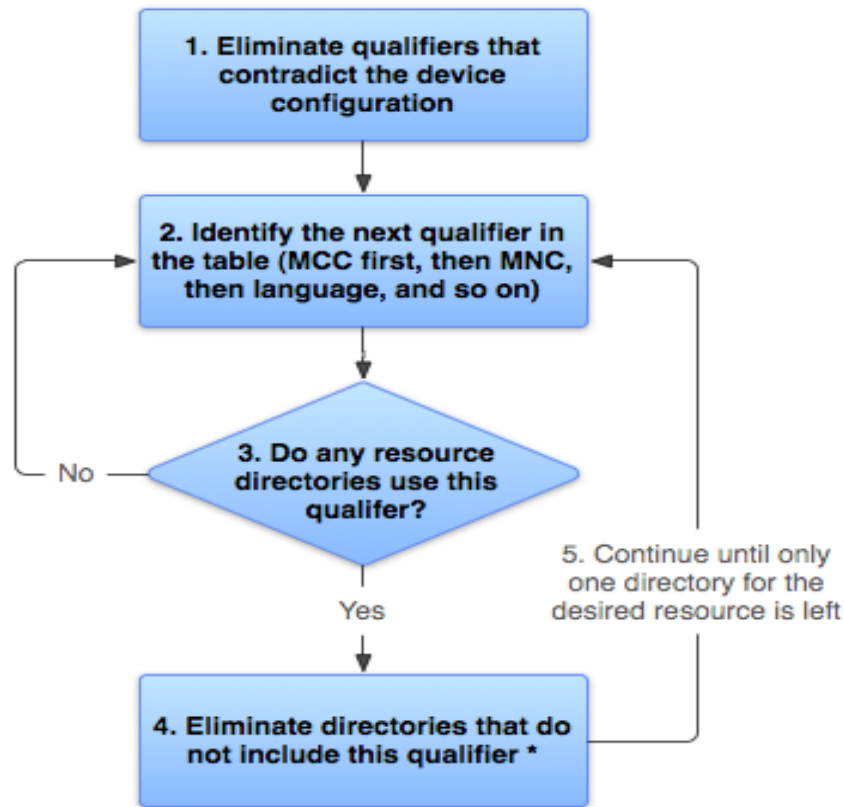 1. Eliminate qualifiers that
contradict the device
configuration
2. Identify the next qualifier in
the table (MCC first, then MNC,
then language, and so on)
3. Do any resource
directories use this
qualifer?
No
Yes
5. Continue until only
one directory for the
desired resource is left
4. Eliminate directories that do
not include this qualifier *